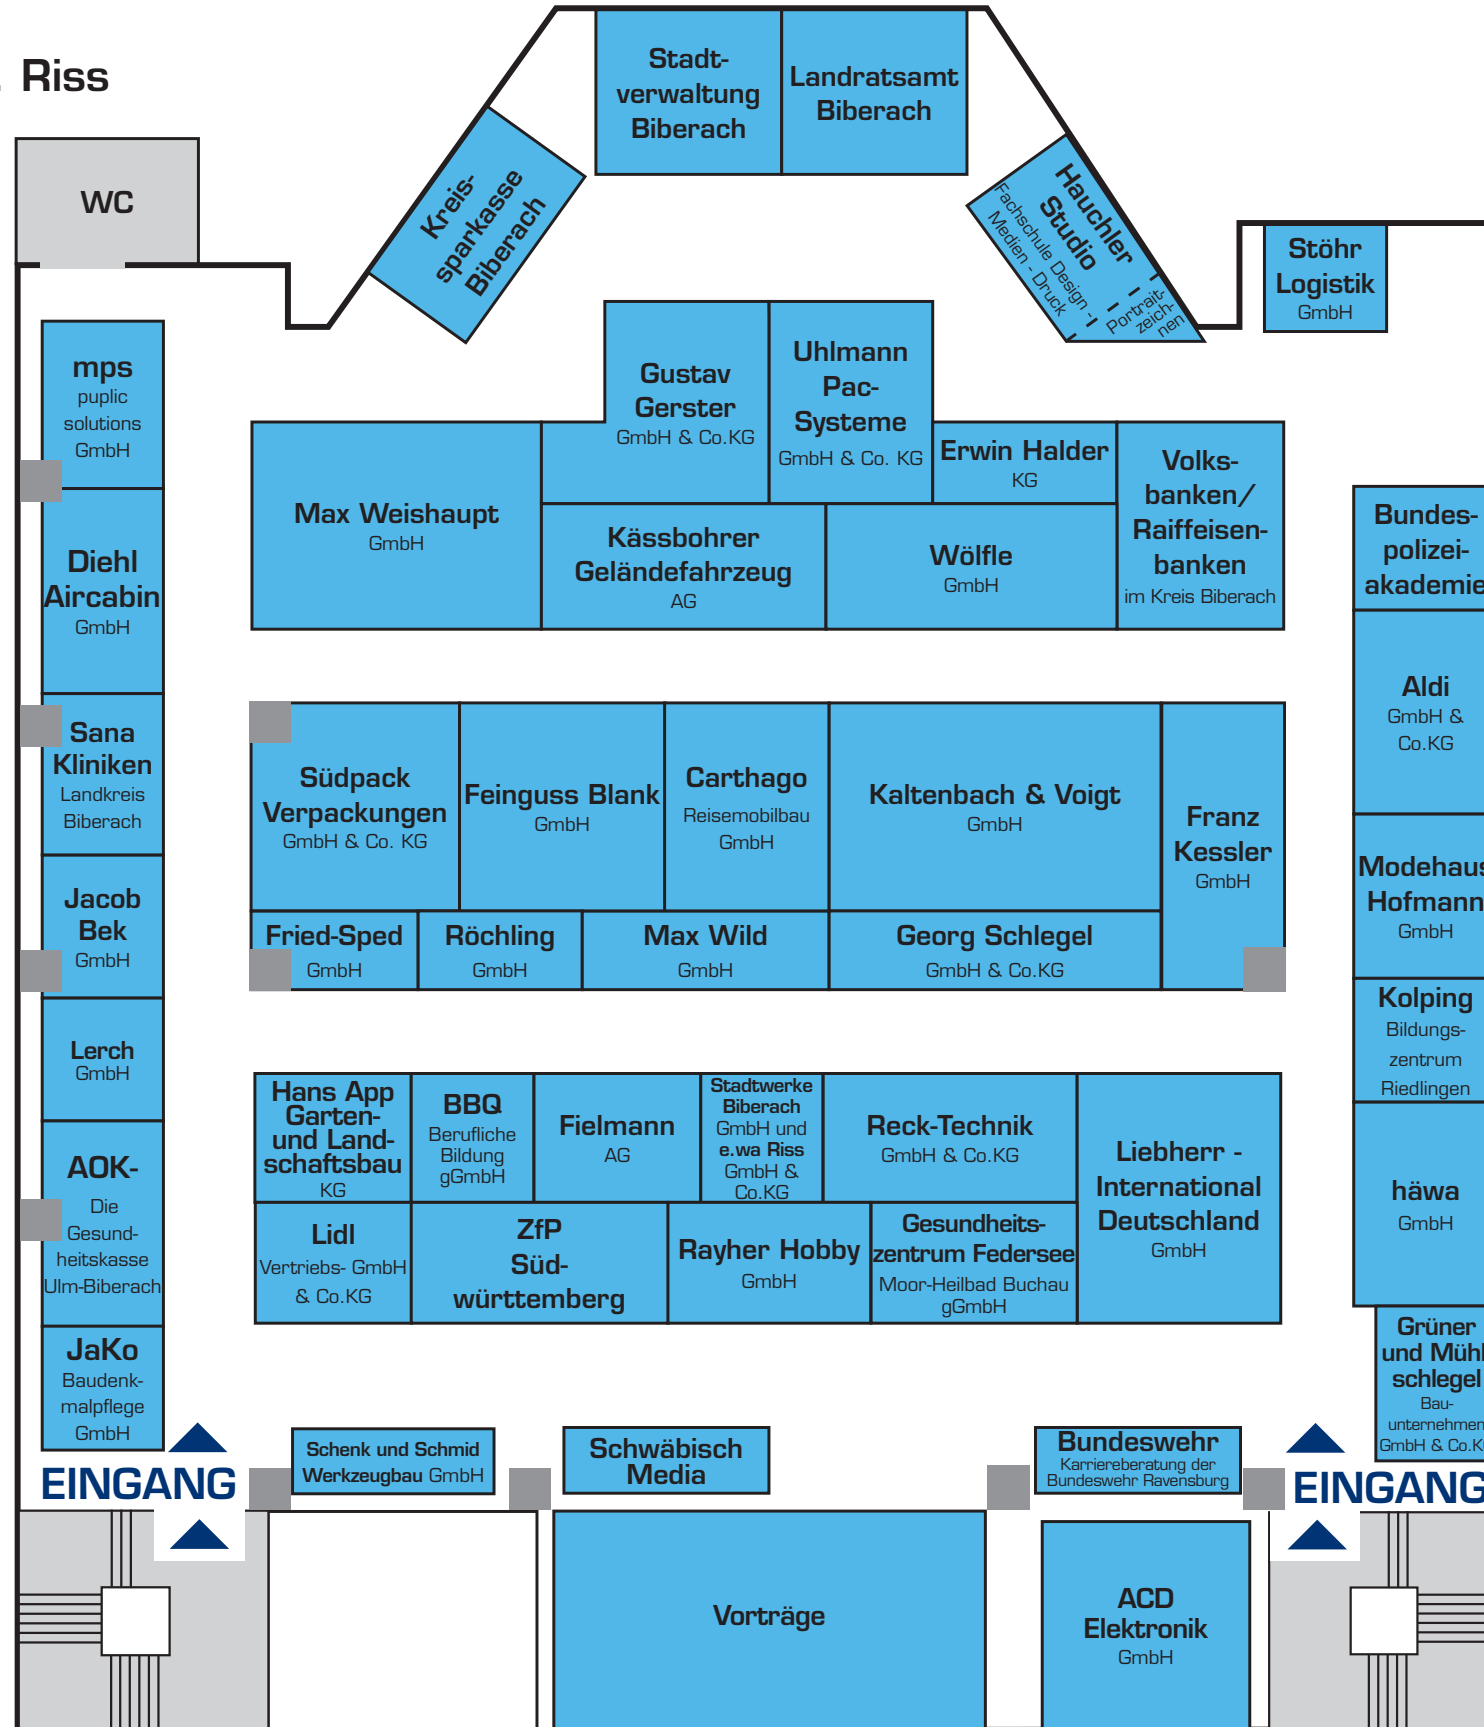 . Riss
WC
Stadt-
verwaltung
Biberach
Landratsamt
Biberach
Kreis-
sparkasse
Biberach
Hauchler
Studio
Fachschule Design -
Medien - Druck
Portrait-
zeich-
nen
Stöhr
Logistik
GmbH
mps
puplic
solutions
GmbH
Diehl
Aircabin
GmbH
Sana
Kliniken
Landkreis
Biberach
Jacob
Bek
GmbH
Lerch
GmbH
AOK-
Die
Gesund-
heitskasse
Ulm-Biberach
JaKo
Baudenk-
malpflege
GmbH
Gustav
Gerster
GmbH & Co.KG
Uhlmann
Pac-
Systeme
GmbH & Co. KG
Max Weishaupt
GmbH
Erwin Halder
KG
Kässbohrer
Geländefahrzeug
AG
Wölfle
GmbH
Volks-
banken/
Raiffeisen-
banken
im Kreis Biberach
Südpack
Verpackungen
GmbH & Co. KG
Feinguss Blank
GmbH
Carthago
Reisemobilbau
GmbH
Kaltenbach & Voigt
GmbH
Franz
Kessler
GmbH
Fried-Sped
GmbH
Röchling
GmbH
Max Wild
GmbH
Georg Schlegel
GmbH & Co.KG
Hans App
Garten-
und Land-
schaftsbau
KG
BBQ
Berufliche
Bildung
gGmbH
Fielmann
AG
Stadtwerke
Biberach
GmbH und
e.wa Riss
GmbH &
Co.KG
Reck-Technik
GmbH & Co.KG
Liebherr -
International
Deutschland
GmbH
Lidl
Vertriebs- GmbH
& Co.KG
ZfP
Süd-
württemberg
Rayher Hobby
GmbH
Gesundheits-
zentrum Federsee
Moor-Heilbad Buchau
gGmbH
Bundes-
polizei-
akademie
Aldi
GmbH &
Co.KG
Modehaus
Hofmann
GmbH
Kolping
Bildungs-
zentrum
Riedlingen
häwa
GmbH
Grüner
und Mühl
schlegel
Bau-
unternehmen
GmbH & Co.K
EINGANG
Schenk und Schmid
Werkzeugbau GmbH
Schwäbisch
Media
Bundeswehr
Karriereberatung der
Bundeswehr Ravensburg
EINGANG
Vorträge
ACD
Elektronik
GmbH